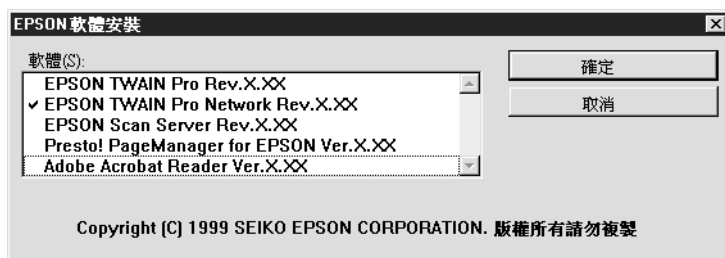 EPSON 軟體安裝
軟體(S):
EPSON TWAIN Pro Rev.X.XX
✓ EPSON TWAIN Pro Network Rev.X.XX
EPSON Scan Server Rev.X.XX
Presto! PageManager for EPSON Ver.X.XX
Adobe Acrobat Reader Ver.X.XX
確定
取消
Copyright (C) 1999 SEIKO EPSON CORPORATION. 版權所有請勿複製